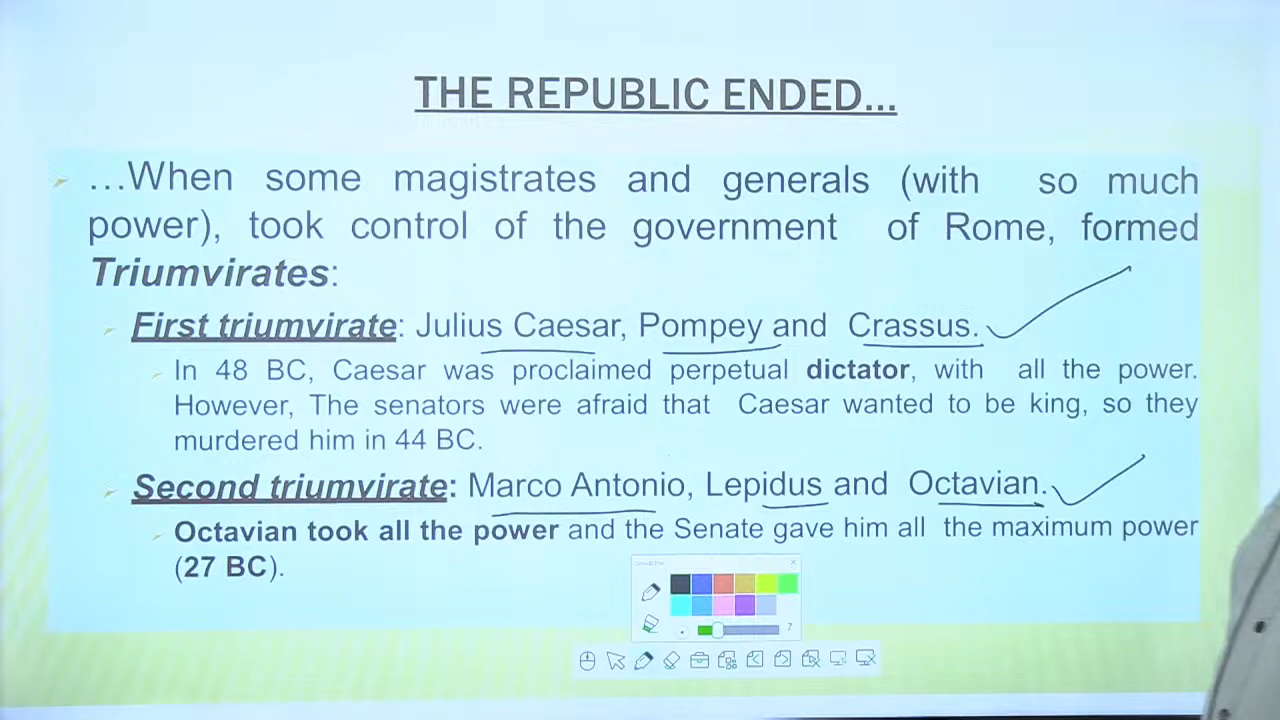 THE REPUBLIC ENDED...
...When some magistrates and generals (with so much
power), took control of the government of Rome, formed
Triumvirates:
First triumvirate: Julius Caesar, Pompey and Crassus.
In 48 BC, Caesar was proclaimed perpetual dictator, with all the power.
However, The senators were afraid that Caesar wanted to be king, so they
murdered him in 44 BC.
Second triumvirate: Marco Antonio, Lepidus and Octavian.
Octavian took all the power and the Senate gave him all the maximum power
(27 BC).
7